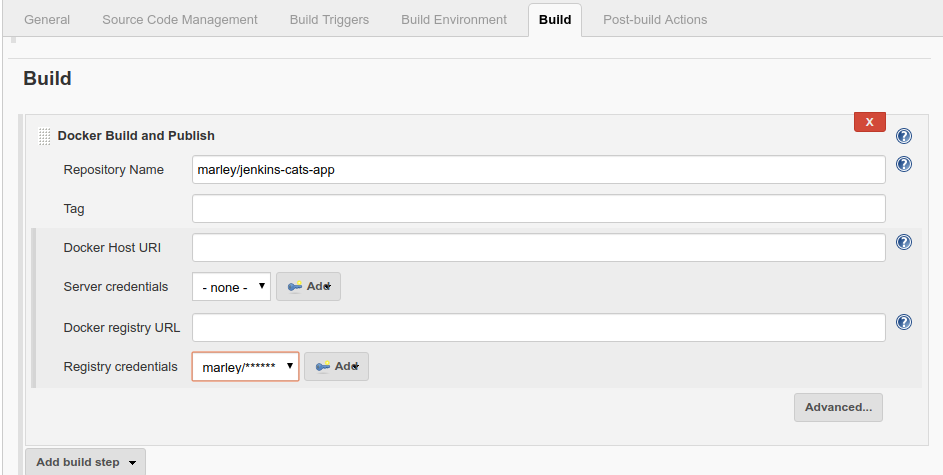 General Source Code Management Build Triggers Build Environment Build Post-build Actions
Build
X
Docker Build and Publish ?
Repository Name marley/jenkins-cats-app ?
Tag
Docker Host URI ?
Server credentials - none - Add
Docker registry URL ?
Registry credentials marley/****** Add
Advanced...
Add build step